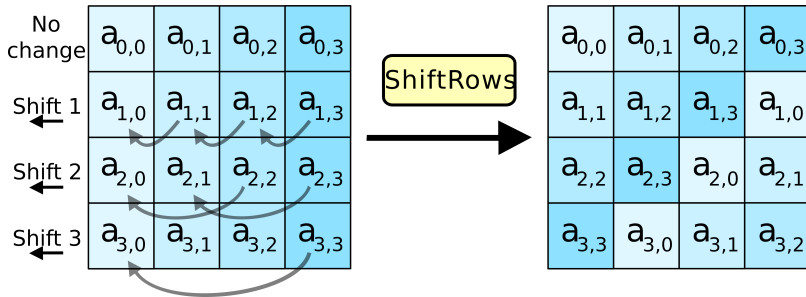 No change a0,0 a0,1 a0,2 a0,3
Shift 1 a1,0 a1,1 a1,2 a1,3
Shift 2 a2,0 a2,1 a2,2 a2,3
Shift 3 a3,0 a3,1 a3,2 a3,3
ShiftRows
a0,0 a0,1 a0,2 a0,3
a1,1 a1,2 a1,3 a1,0
a2,2 a2,3 a2,0 a2,1
a3,3 a3,0 a3,1 a3,2